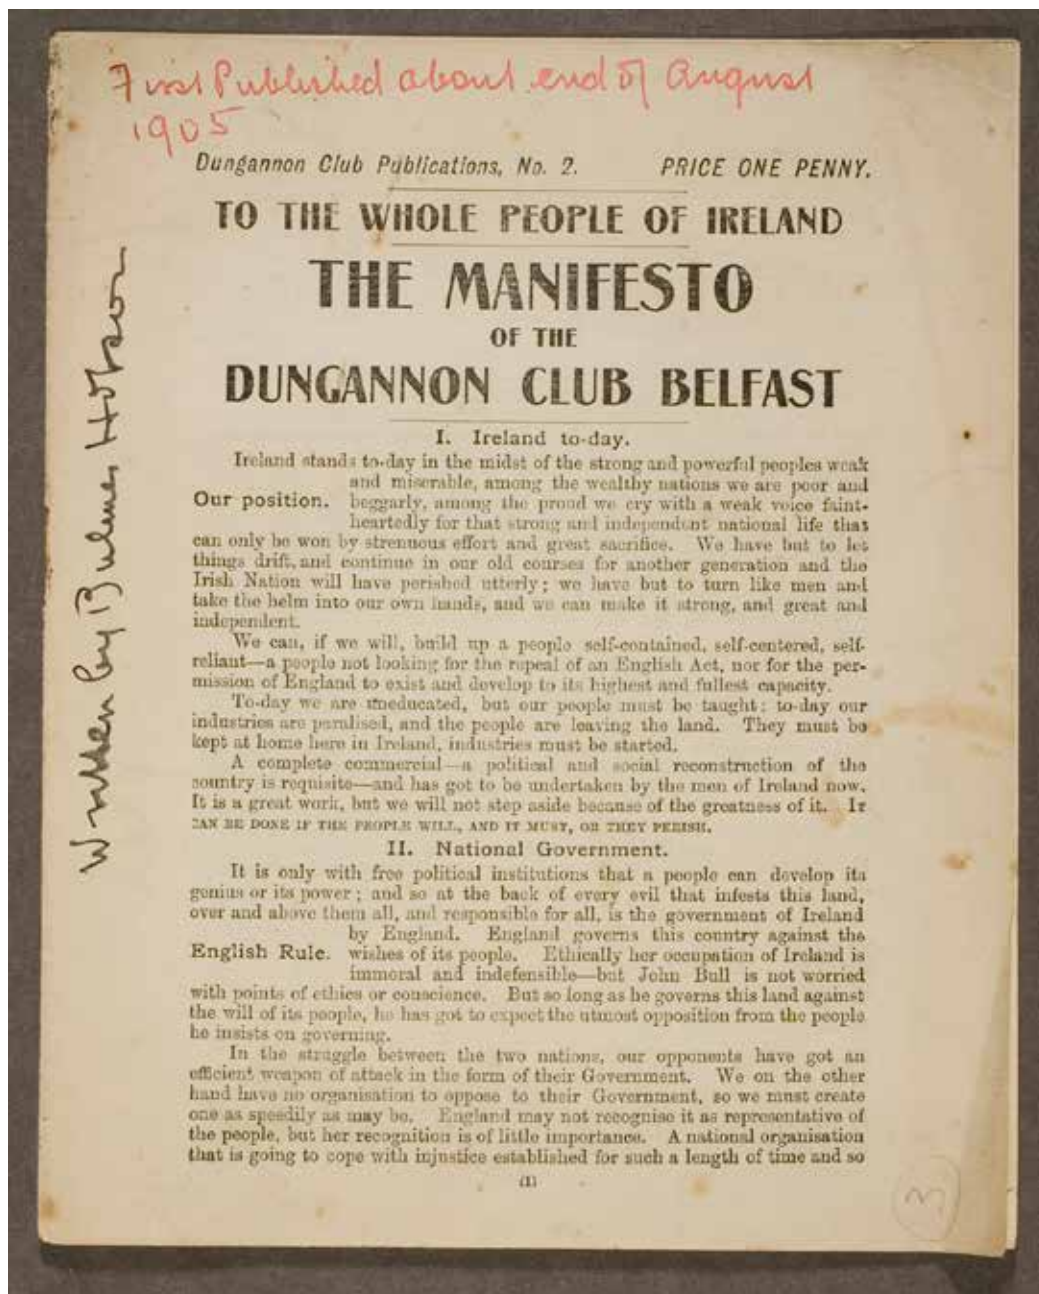 First Published about end of August
1905
Dungannon Club Publications, No. 2. PRICE ONE PENNY.
TO THE WHOLE PEOPLE OF IRELAND
THE MANIFESTO
OF THE
DUNGANNON CLUB BELFAST
Written by Bulmer Hobson
I. Ireland to-day.
Ireland stands to-day in the midst of the strong and powerful peoples weak
and miserable, among the wealthy nations we are poor and
Our position. beggarly, among the proud we cry with a weak voice faint-
heartedly for that strong and independent national life that
can only be won by strenuous effort and great sacrifice. We have but to let
things drift, and continue in our old courses for another generation and the
Irish Nation will have perished utterly; we have but to turn like men and
take the helm into our own hands, and we can make it strong, and great and
independent.
We can, if we will, build up a people self-contained, self-centered, self-
reliant—a people not looking for the repeal of an English Act, nor for the per-
mission of England to exist and develop to its highest and fullest capacity.
To-day we are uneducated, but our people must be taught; to-day our
industries are paralised, and the people are leaving the land. They must be
kept at home here in Ireland, industries must be started.
A complete commercial—a political and social reconstruction of the
country is requisite—and has got to be undertaken by the men of Ireland now.
It is a great work, but we will not step aside because of the greatness of it. IT
CAN BE DONE IF THE PEOPLE WILL, AND IT MUST, OR THEY PERISH.
II. National Government.
It is only with free political institutions that a people can develop its
genius or its power; and so at the back of every evil that infests this land,
over and above them all, and responsible for all, is the government of Ireland
by England. England governs this country against the
English Rule. wishes of its people. Ethically her occupation of Ireland is
immoral and indefensible—but John Bull is not worried
with points of ethics or conscience. But so long as he governs this land against
the will of its people, he has got to expect the utmost opposition from the people
he insists on governing.
In the struggle between the two nations, our opponents have got an
efficient weapon of attack in the form of their Government. We on the other
hand have no organisation to oppose to their Government, so we must create
one as speedily as may be. England may not recognise it as representative of
the people, but her recognition is of little importance. A national organisation
that is going to cope with injustice established for such a length of time and so
(1)
3